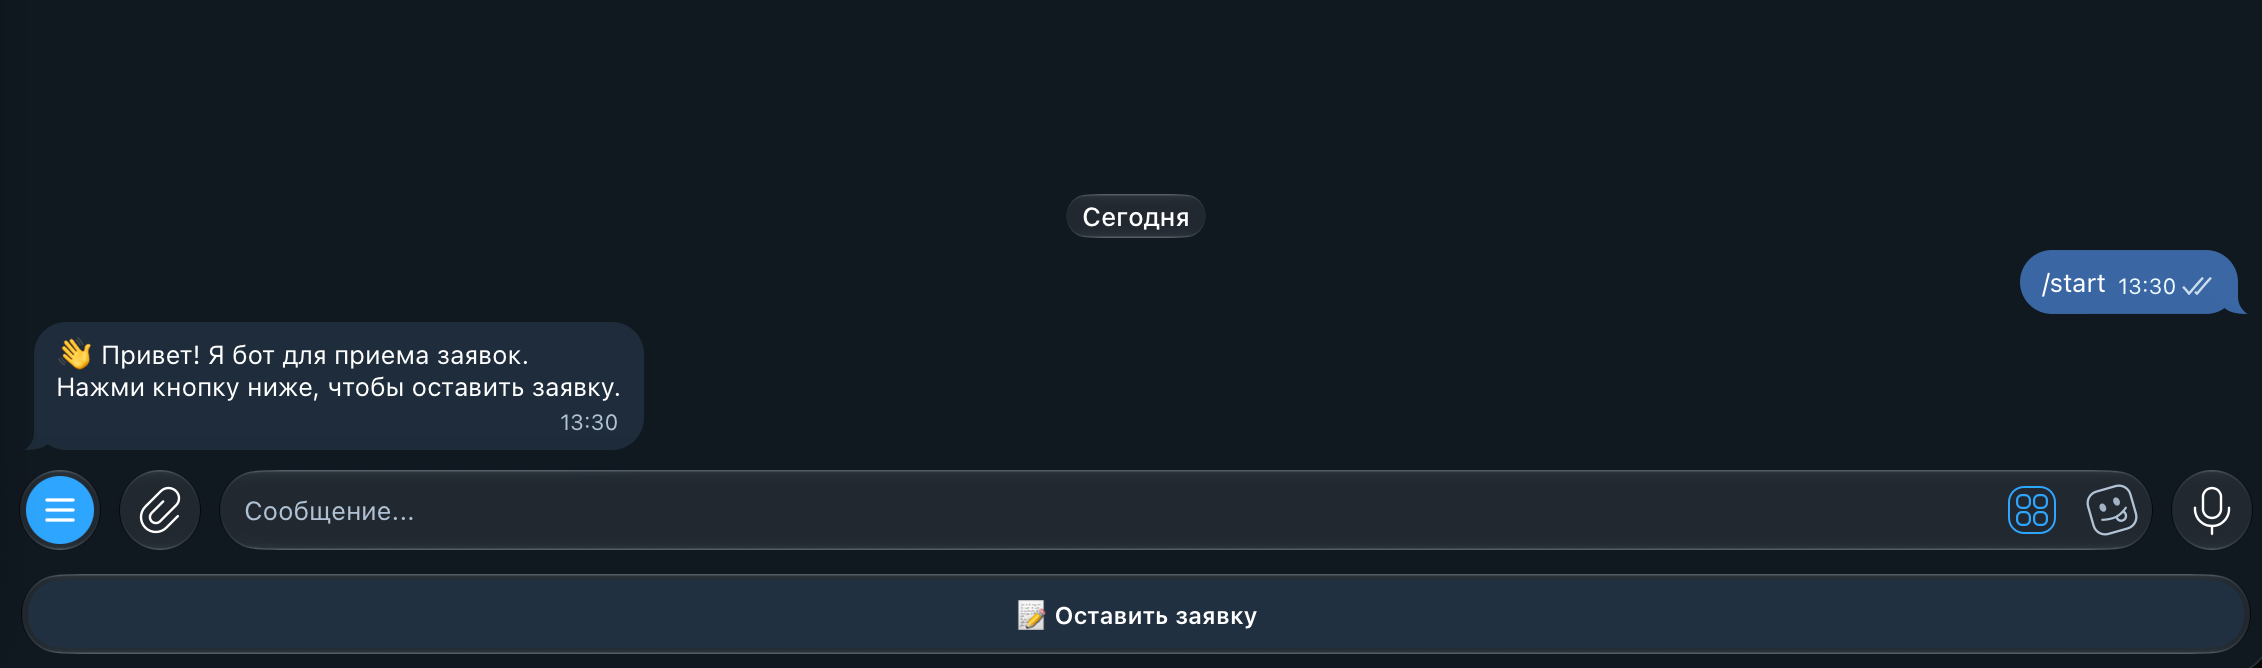 Сегодня
/start 13:30
👋 Привет! Я бот для приема заявок.
Нажми кнопку ниже, чтобы оставить заявку.
13:30
Сообщение...
📝 Оставить заявку